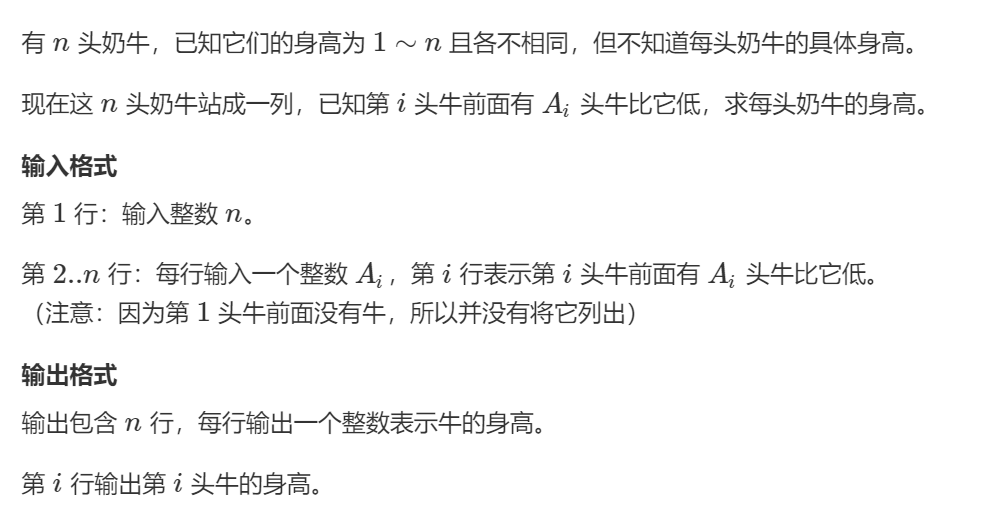 有 n 头奶牛，已知它们的身高为 1 ∼ n 且各不相同，但不知道每头奶牛的具体身高。
现在这 n 头奶牛站成一列，已知第 i 头牛前面有 A_i 头牛比它低，求每头奶牛的身高。
输入格式
第 1 行：输入整数 n。
第 2..n 行：每行输入一个整数 A_i，第 i 行表示第 i 头牛前面有 A_i 头牛比它低。
（注意：因为第 1 头牛前面没有牛，所以并没有将它列出）
输出格式
输出包含 n 行，每行输出一个整数表示牛的身高。
第 i 行输出第 i 头牛的身高。